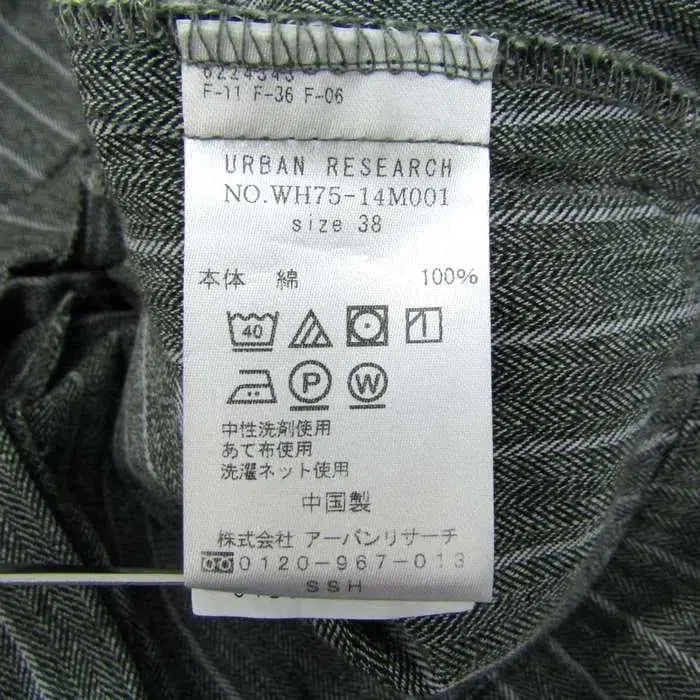 F-11 F-36 F-06
URBAN RESEARCH
NO.WH75-14M001
size 38
本体 綿 100%
40
P W
中性洗剤使用
あて布使用
洗濯ネット使用
中国製
株式会社 アーバンリサーチ
0120-967-013
SSH